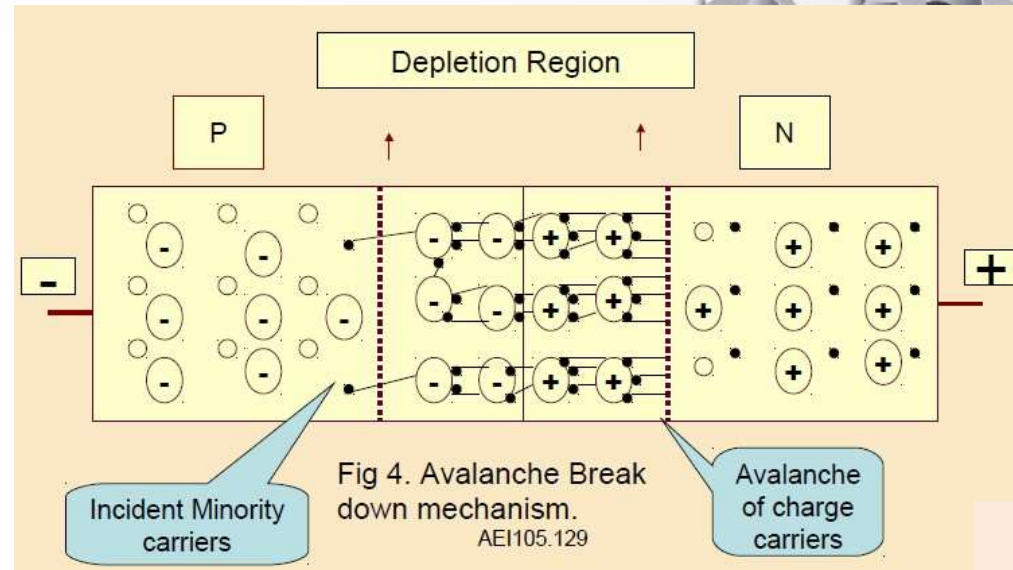 Depletion Region
P
N
-
+
- - + +
- - + +
- - + +
- - + +
- - - + + +
- - - + +
- - + +
Incident Minority
carriers
Fig 4. Avalanche Break
down mechanism.
AEI105.129
Avalanche
of charge
carriers